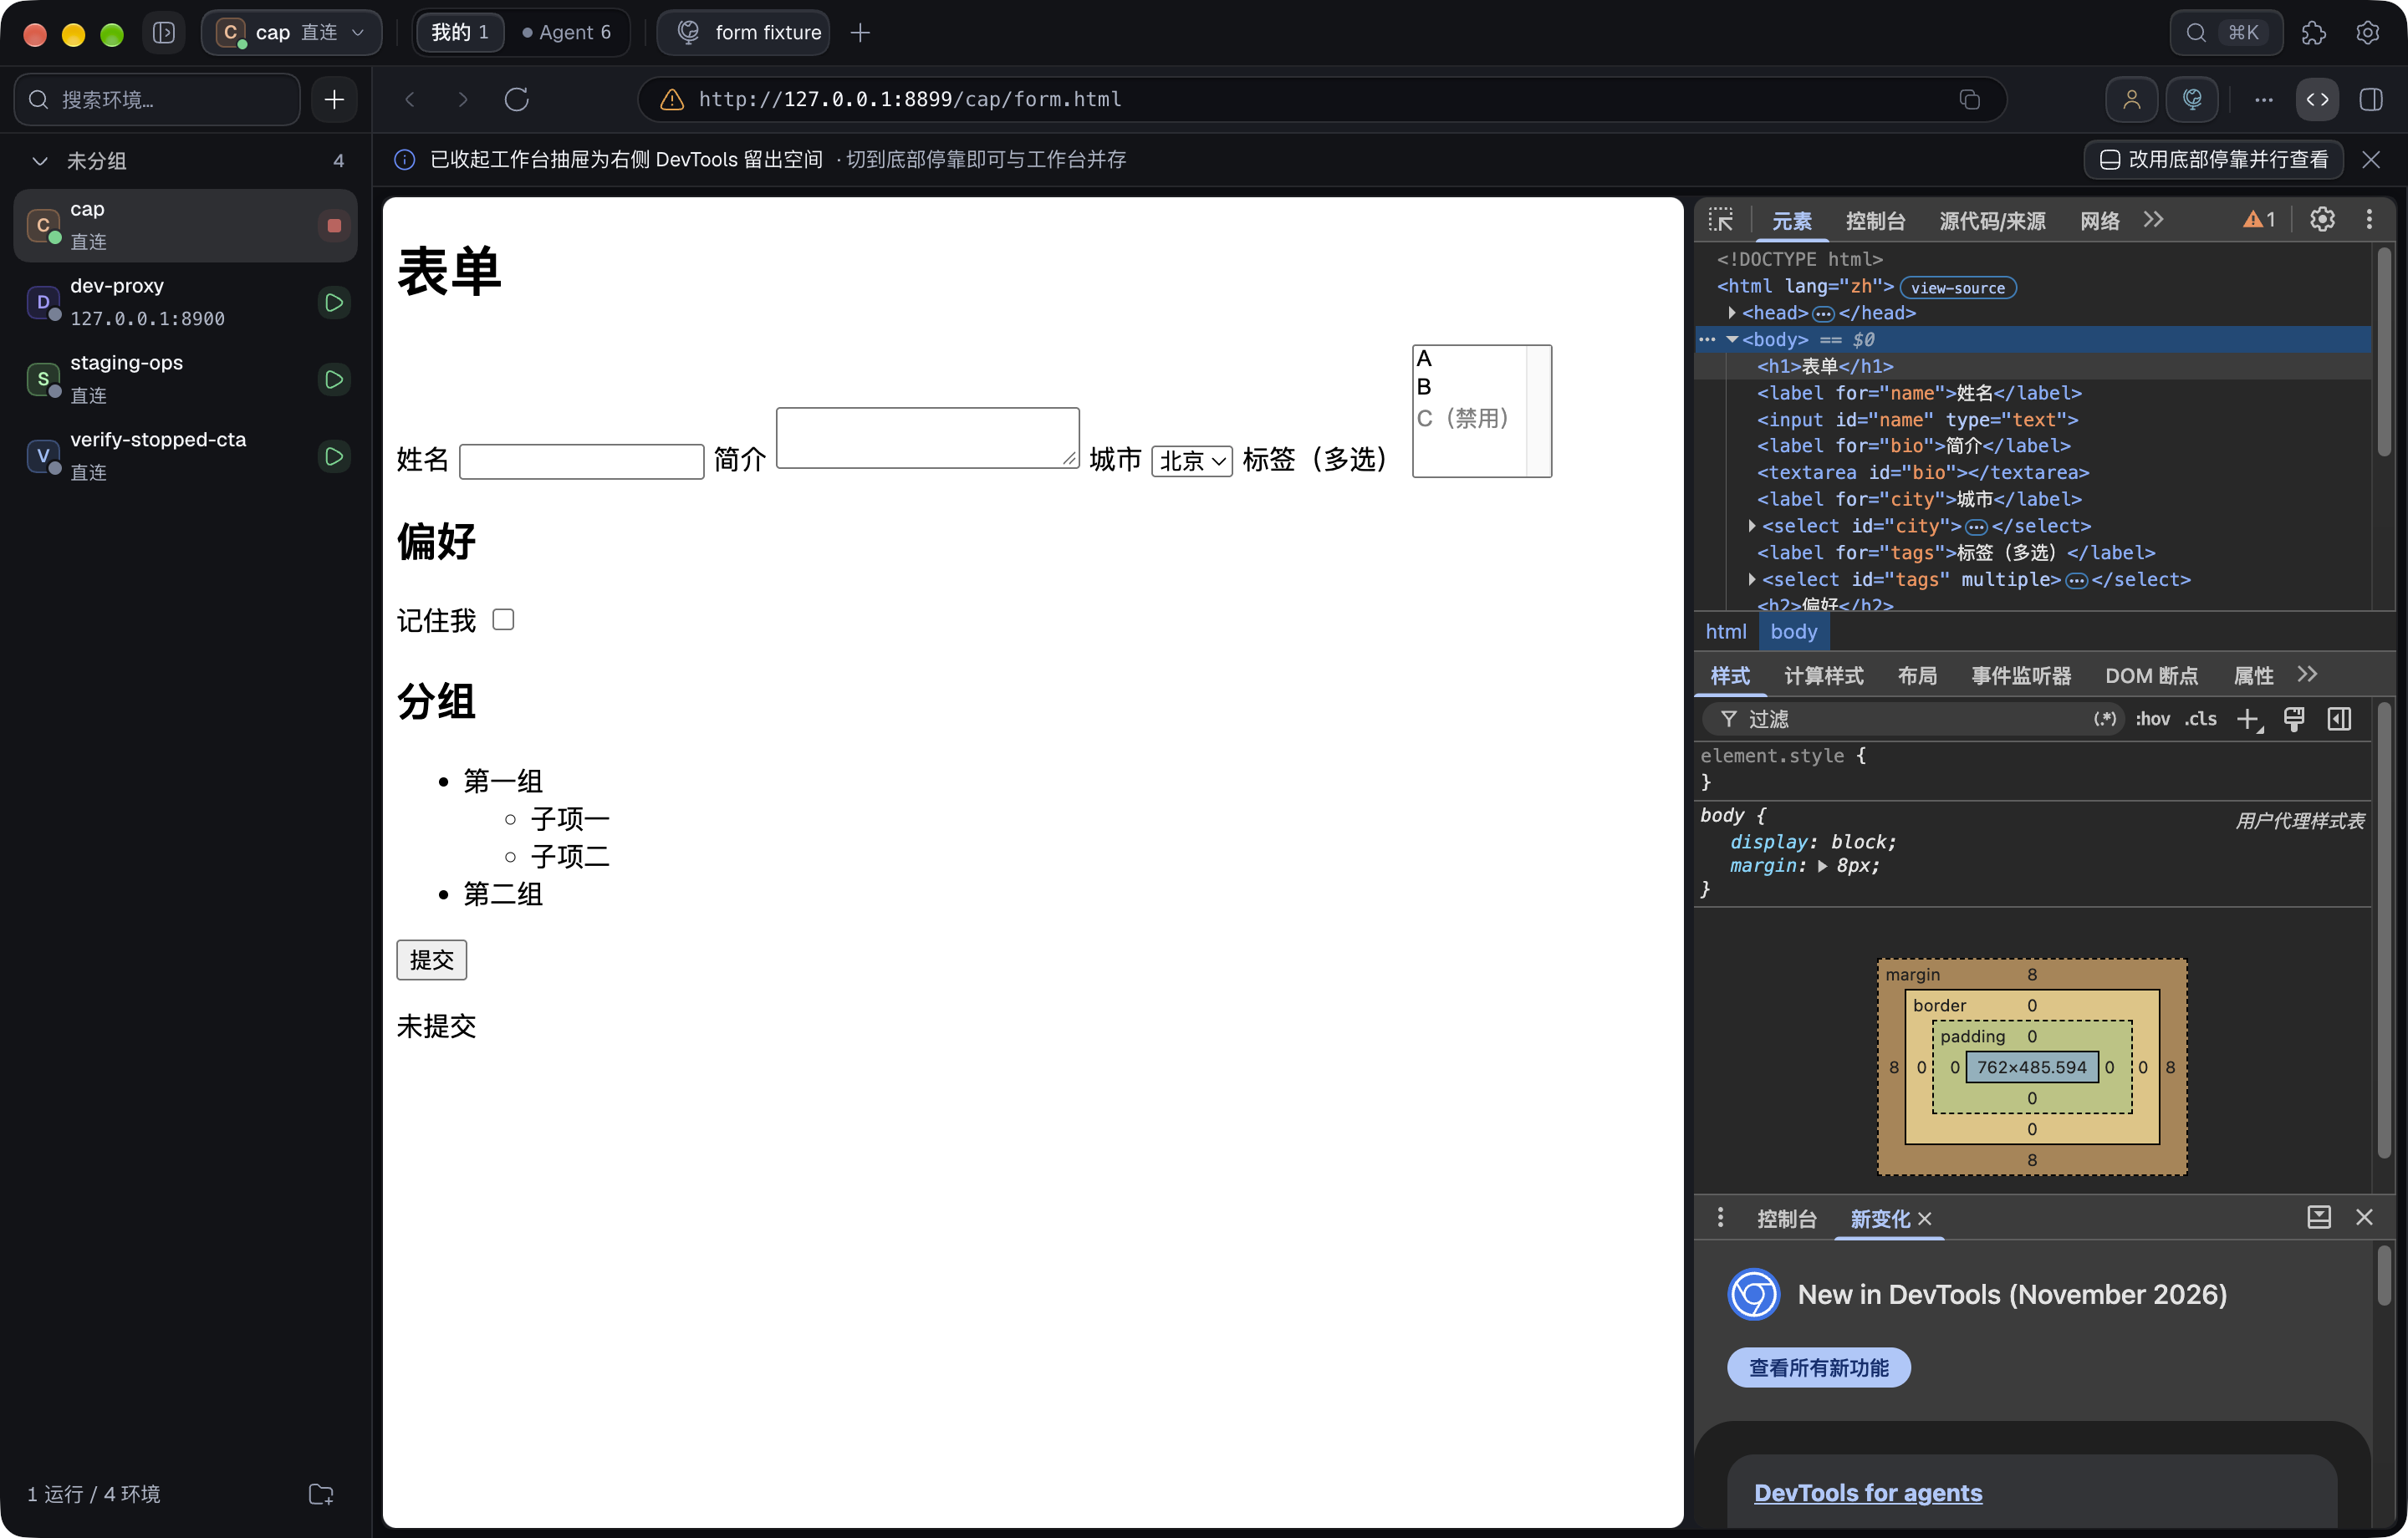 C cap 直连
我的 1
Agent 6
form fixture
⌘K
搜索环境...
http://127.0.0.1:8899/cap/form.html
未分组 4
C cap
直连
D dev-proxy
127.0.0.1:8900
S staging-ops
直连
V verify-stopped-cta
直连
1 运行 / 4 环境
已收起工作台抽屉为右侧 DevTools 留出空间 · 切到底部停靠即可与工作台并存
改用底部停靠并行查看
表单
姓名 简介 城市 北京 标签（多选）
A
B
C（禁用）
偏好
记住我
分组
• 第一组
◦ 子项一
◦ 子项二
• 第二组
提交
未提交
元素 控制台 源代码/来源 网络 1
<!DOCTYPE html>
<html lang="zh"> view-source
<head>…</head>
… <body> == $0
<h1>表单</h1>
<label for="name">姓名</label>
<input id="name" type="text">
<label for="bio">简介</label>
<textarea id="bio"></textarea>
<label for="city">城市</label>
<select id="city">…</select>
<label for="tags">标签（多选）</label>
<select id="tags" multiple>…</select>
<h2>偏好</h2>
html body
样式 计算样式 布局 事件监听器 DOM 断点 属性
过滤 (.*) :hov .cls
element.style {
}
body { 用户代理样式表
display: block;
margin: 8px;
}
margin 8
border 0
padding 0
8 0 0 762×485.594 0 0 8
0
0
8
控制台 新变化
New in DevTools (November 2026)
查看所有新功能
DevTools for agents